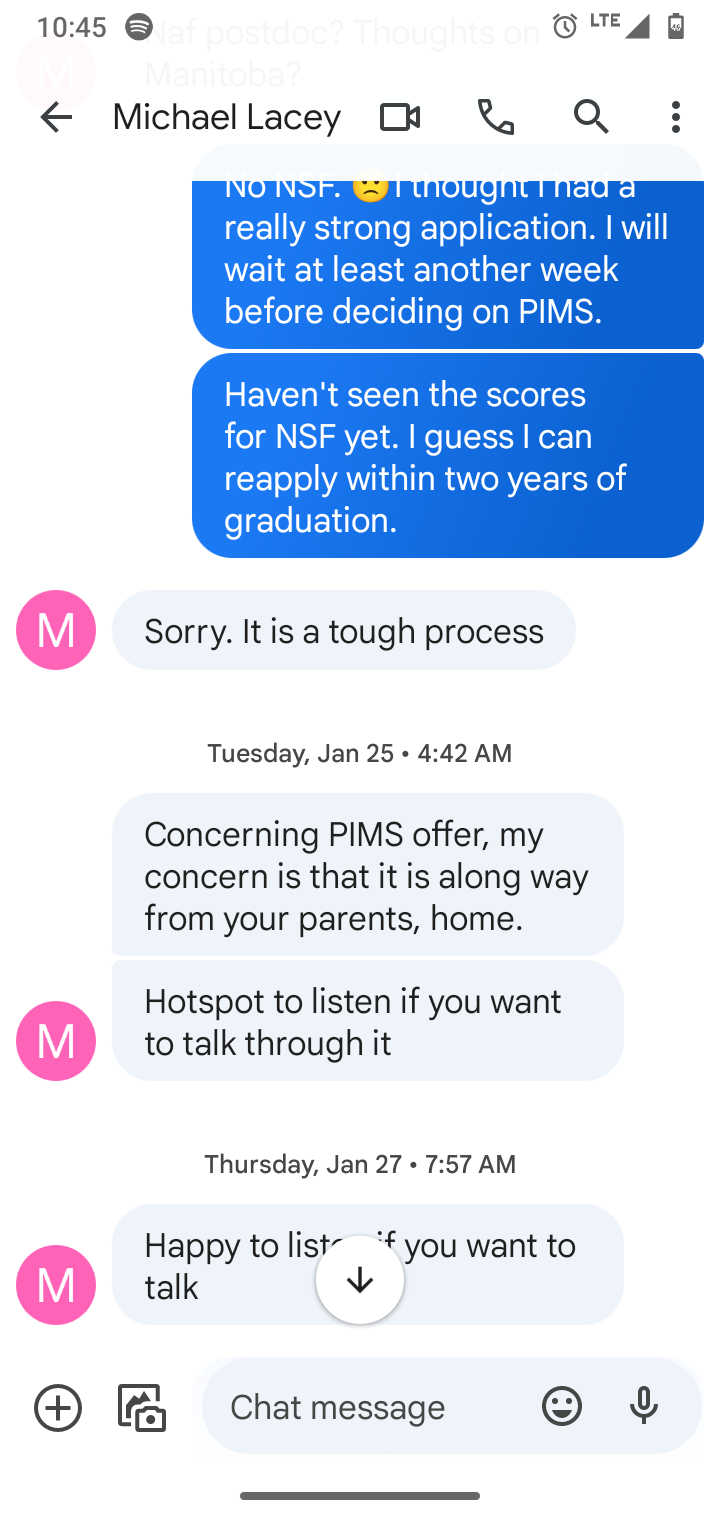 10:45
LTE
46
Naf postdoc? Thoughts on
Manitoba?
M
Michael Lacey
No NSF. 🙁 I thought I had a
really strong application. I will
wait at least another week
before deciding on PIMS.
Haven't seen the scores
for NSF yet. I guess I can
reapply within two years of
graduation.
M
Sorry. It is a tough process
Tuesday, Jan 25 • 4:42 AM
Concerning PIMS offer, my
concern is that it is along way
from your parents, home.
Hotspot to listen if you want
to talk through it
M
Thursday, Jan 27 • 7:57 AM
Happy to listen if you want to
talk
M
Chat message